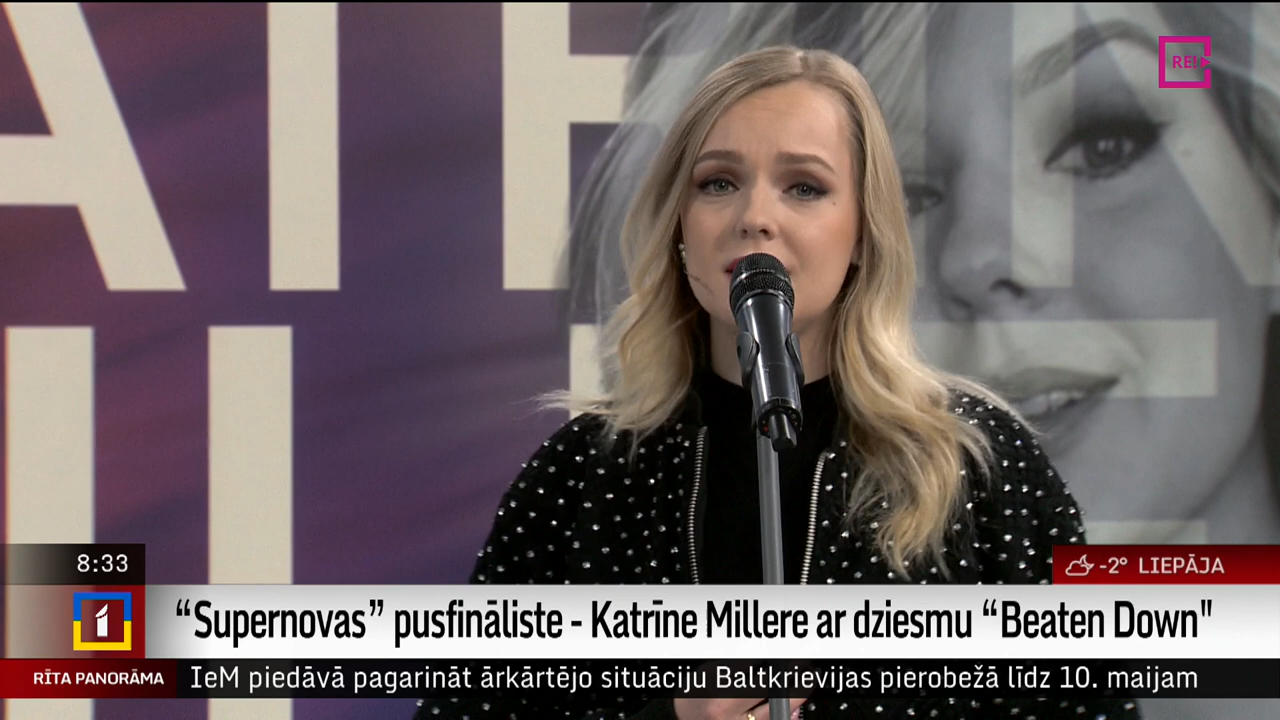 RE!
8:33
-2° LIEPĀJA
1
“Supernovas” pusfināliste - Katrīne Millere ar dziesmu “Beaten Down"
RĪTA PANORĀMA
IeM piedāvā pagarināt ārkārtējo situāciju Baltkrievijas pierobežā līdz 10. maijam